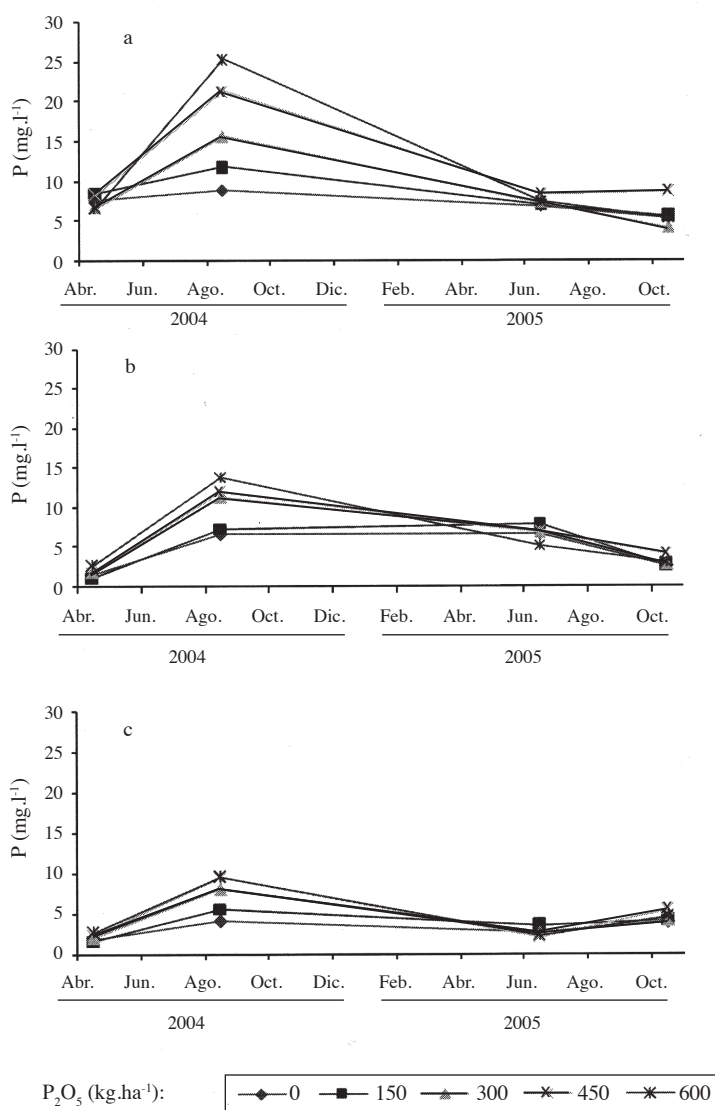 a
30
25
20
15
10
5
0
P (mg.l⁻¹)
Abr. Jun. Ago. Oct. Dic. Feb. Abr. Jun. Ago. Oct.
2004 2005
b
30
25
20
15
10
5
0
P (mg.l⁻¹)
Abr. Jun. Ago. Oct. Dic. Feb. Abr. Jun. Ago. Oct.
2004 2005
c
30
25
20
15
10
5
0
P (mg.l⁻¹)
Abr. Jun. Ago. Oct. Dic. Feb. Abr. Jun. Ago. Oct.
2004 2005
P₂O₅ (kg.ha⁻¹): 0 150 300 450 600